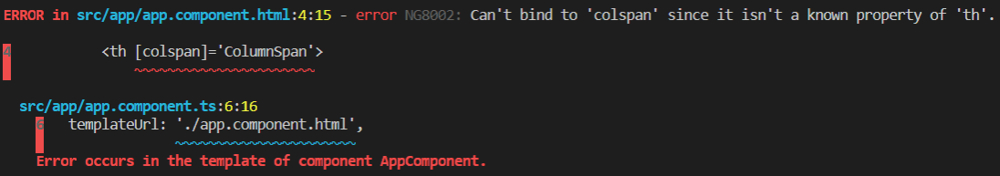 ERROR in src/app/app.component.html:4:15 - error NG8002: Can't bind to 'colspan' since it isn't a known property of 'th'.
4 <th [colspan]='ColumnSpan'>
src/app/app.component.ts:6:16
6 templateUrl: './app.component.html',
Error occurs in the template of component AppComponent.